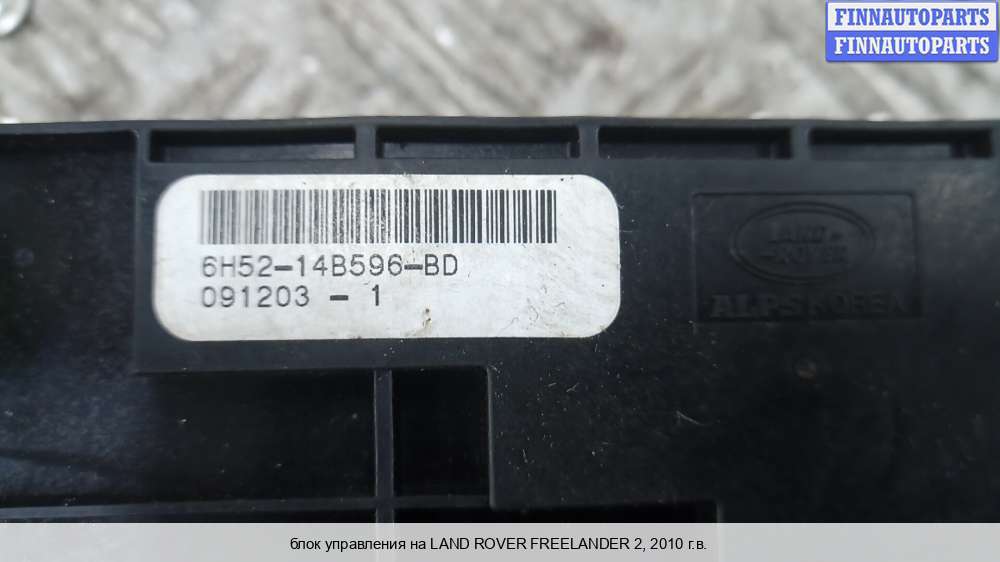 FINNAUTOPARTS
FINNAUTOPARTS
6H52-14B596-BD
091203 - 1
LAND
ROVER
ALPS KOREA
блок управления на LAND ROVER FREELANDER 2, 2010 г.в.